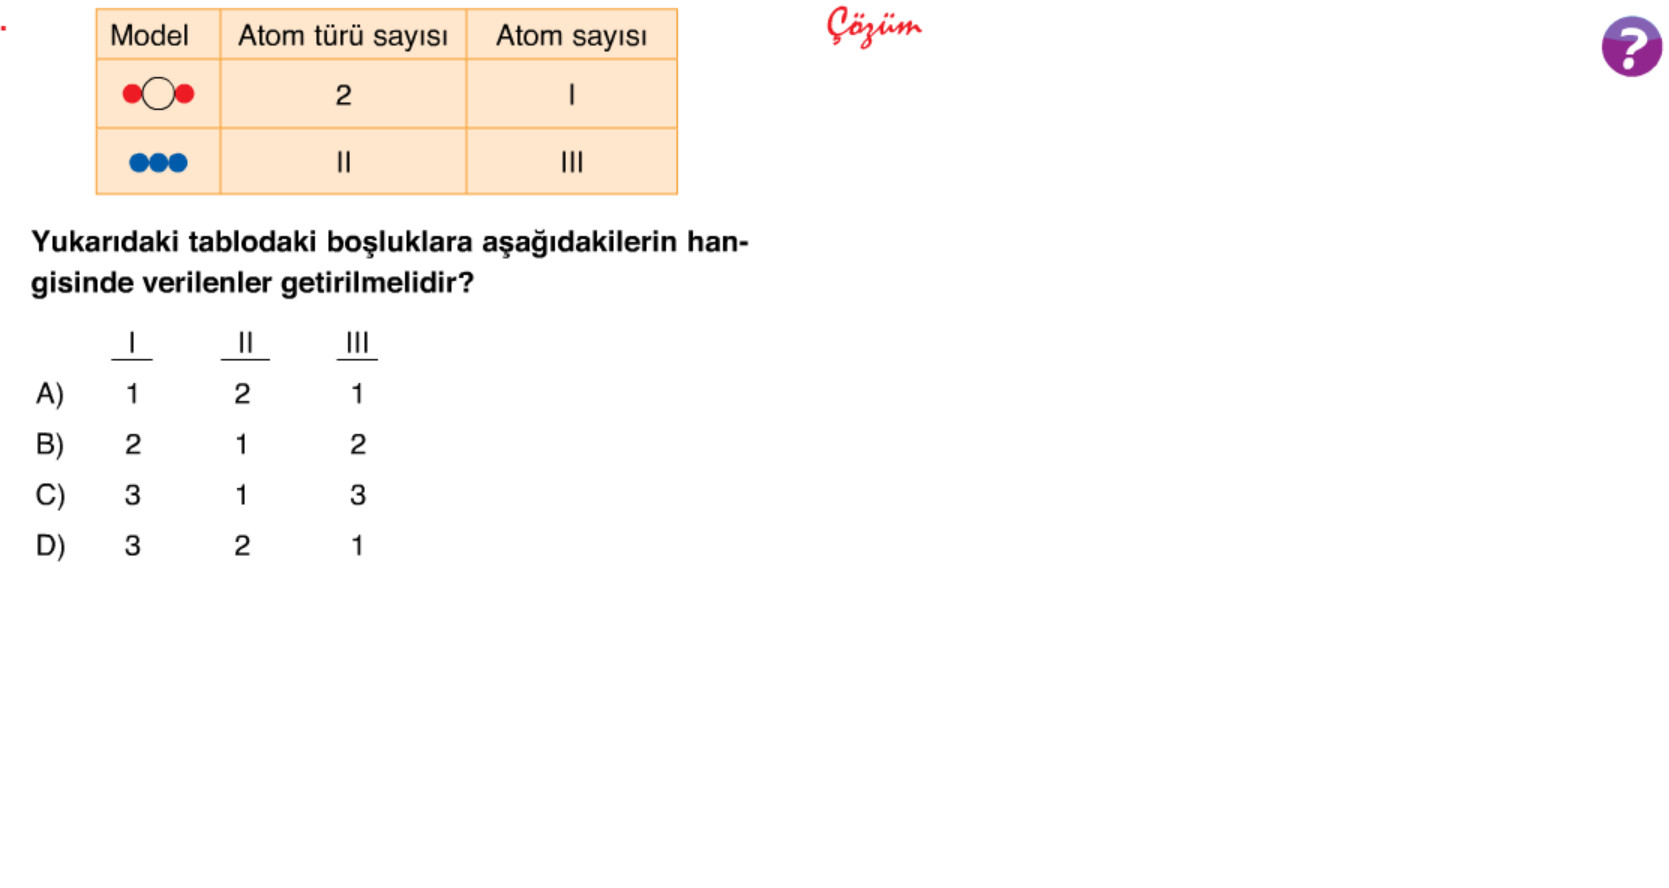 .
Model Atom türü sayısı Atom sayısı
2 I
II III
Yukarıdaki tablodaki boşluklara aşağıdakilerin han-
gisinde verilenler getirilmelidir?
I II III
A) 1 2 1
B) 2 1 2
C) 3 1 3
D) 3 2 1
Çözüm
?